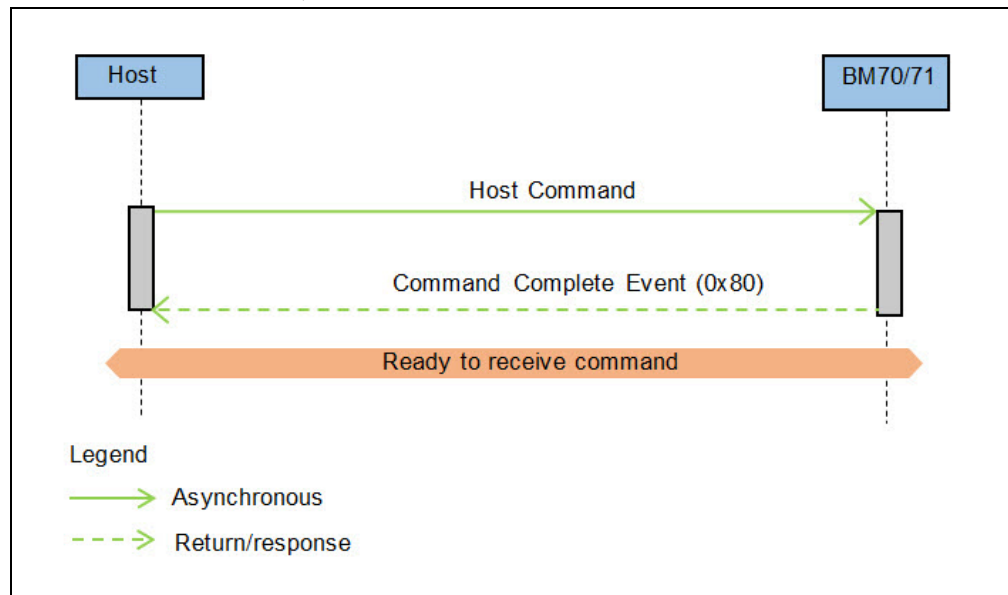 Host
BM70/71
Host Command
Command Complete Event (0x80)
Ready to receive command
Legend
Asynchronous
Return/response